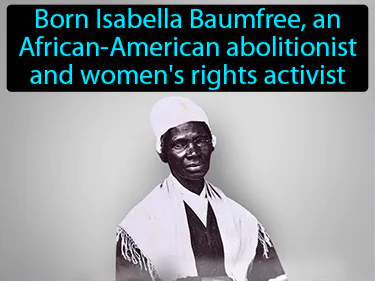 Born Isabella Baumfree, an
African-American abolitionist
and women's rights activist